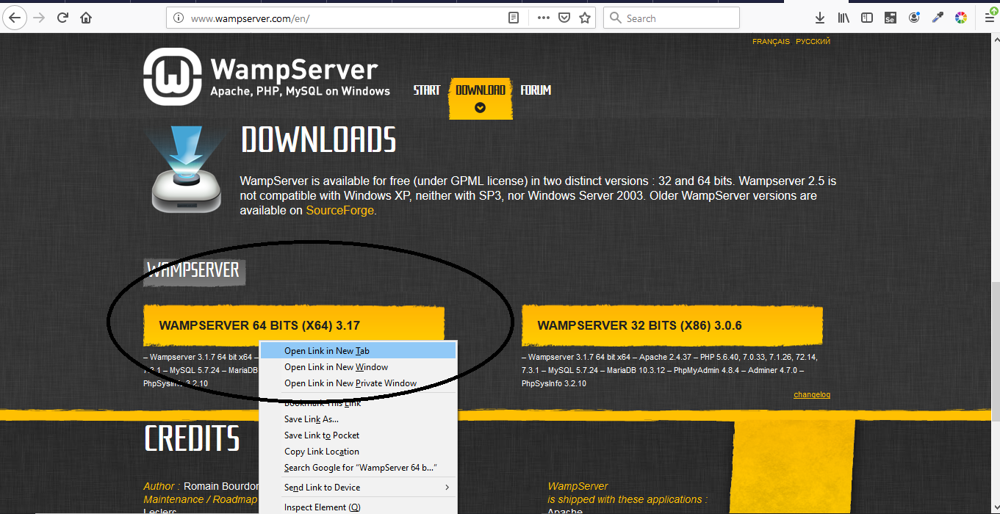 www.wampserver.com/en/
Search
FRANÇAIS РУССКИЙ
WampServer
Apache, PHP, MySQL on Windows
START DOWNLOAD FORUM
DOWNLOADS
WampServer is available for free (under GPML license) in two distinct versions : 32 and 64 bits. Wampserver 2.5 is
not compatible with Windows XP, neither with SP3, nor Windows Server 2003. Older WampServer versions are
available on SourceForge.
WAMPSERVER
WAMPSERVER 64 BITS (X64) 3.17
– Wampserver 3.1.7 64 bit x64 –
7.3.1 – MySQL 5.7.24 – MariaDB
PhpSysInfo 3.2.10
WAMPSERVER 32 BITS (X86) 3.0.6
– Wampserver 3.1.7 64 bit x64 – Apache 2.4.37 – PHP 5.6.40, 7.0.33, 7.1.26, 72.14,
7.3.1 – MySQL 5.7.24 – MariaDB 10.3.12 – PhpMyAdmin 4.8.4 – Adminer 4.7.0 –
PhpSysInfo 3.2.10
changelog
Open Link in New Tab
Open Link in New Window
Open Link in New Private Window
Bookmark This Link
Save Link As...
Save Link to Pocket
Copy Link Location
Search Google for “WampServer 64 b...”
Send Link to Device
Inspect Element (Q)
CREDITS
Author : Romain Bourdon
Maintenance / Roadmap
Leclerc
WampServer
is shipped with these applications :
Apache